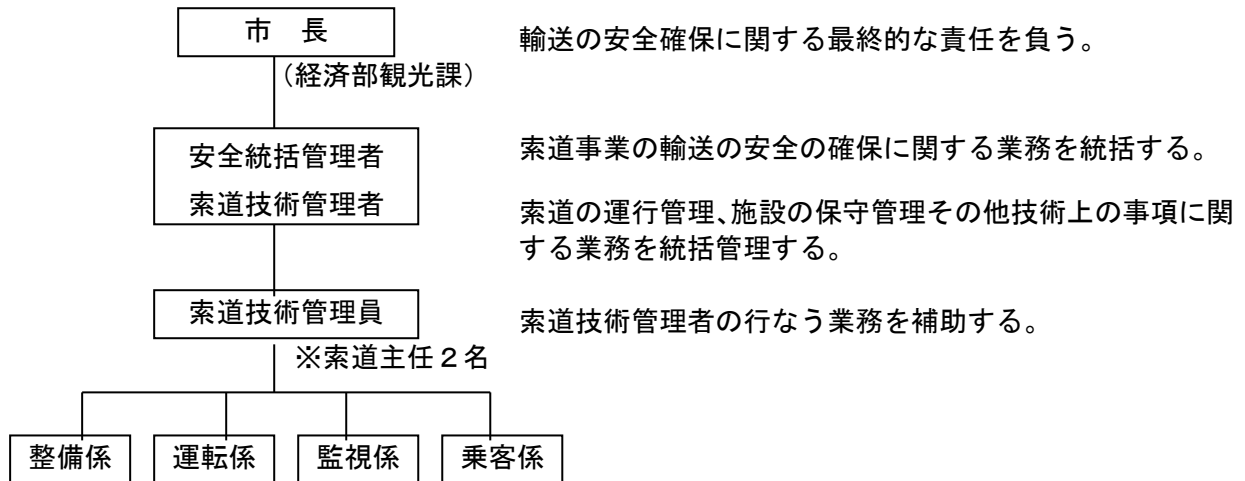 市　長
輸送の安全確保に関する最終的な責任を負う。
（経済部観光課）
安全統括管理者
索道事業の輸送の安全の確保に関する業務を統括する。
索道技術管理者
索道の運行管理、施設の保守管理その他技術上の事項に関
する業務を統括管理する。
索道技術管理員
索道技術管理者の行なう業務を補助する。
※索道主任２名
整備係
運転係
監視係
乗客係